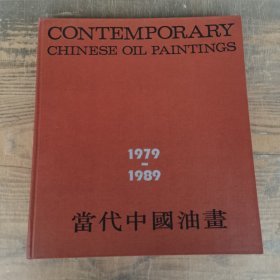 CONTEMPORARY
CHINESE OIL PAINTINGS
1979
–
1989
當代中國油畫